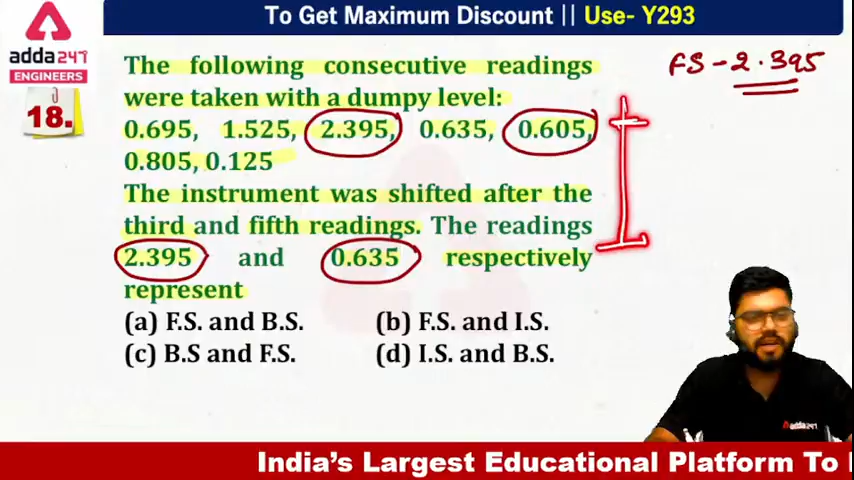 To Get Maximum Discount || Use- Y293
adda247
ENGINEERS
18.
FS - 2.395
The following consecutive readings
were taken with a dumpy level:
0.695, 1.525, 2.395, 0.635, 0.605,
0.805, 0.125
The instrument was shifted after the
third and fifth readings. The readings
2.395 and 0.635 respectively
represent
(a) F.S. and B.S. (b) F.S. and I.S.
(c) B.S and F.S. (d) I.S. and B.S.
adda247
India's Largest Educational Platform To